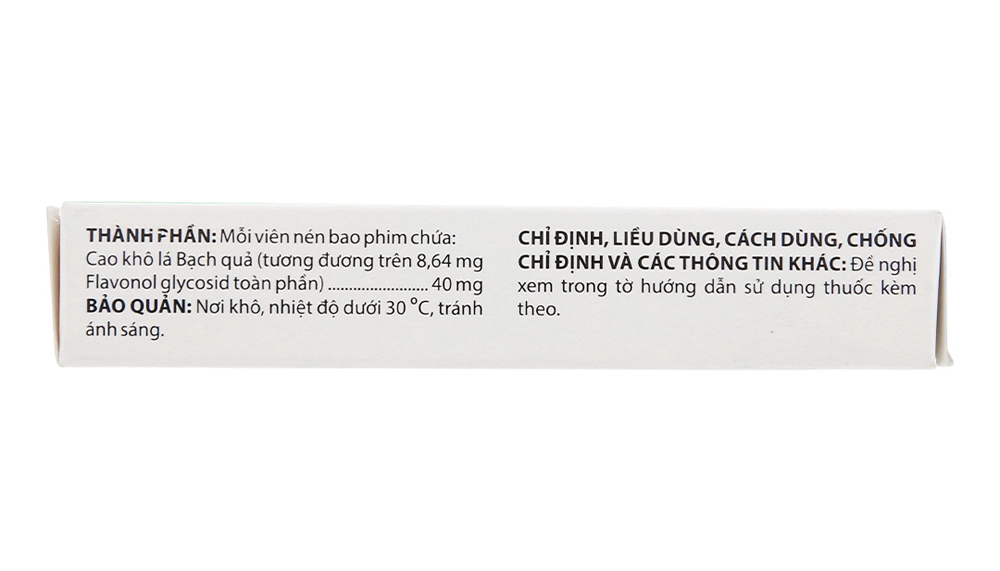 THÀNH PHẦN: Mỗi viên nén bao phim chứa:
Cao khô lá Bạch quả (tương đương trên 8,64 mg
Flavonol glycosid toàn phần) ........................ 40 mg
BẢO QUẢN: Nơi khô, nhiệt độ dưới 30 °C, tránh
ánh sáng.
CHỈ ĐỊNH, LIỀU DÙNG, CÁCH DÙNG, CHỐNG
CHỈ ĐỊNH VÀ CÁC THÔNG TIN KHÁC: Đề nghị
xem trong tờ hướng dẫn sử dụng thuốc kèm
theo.